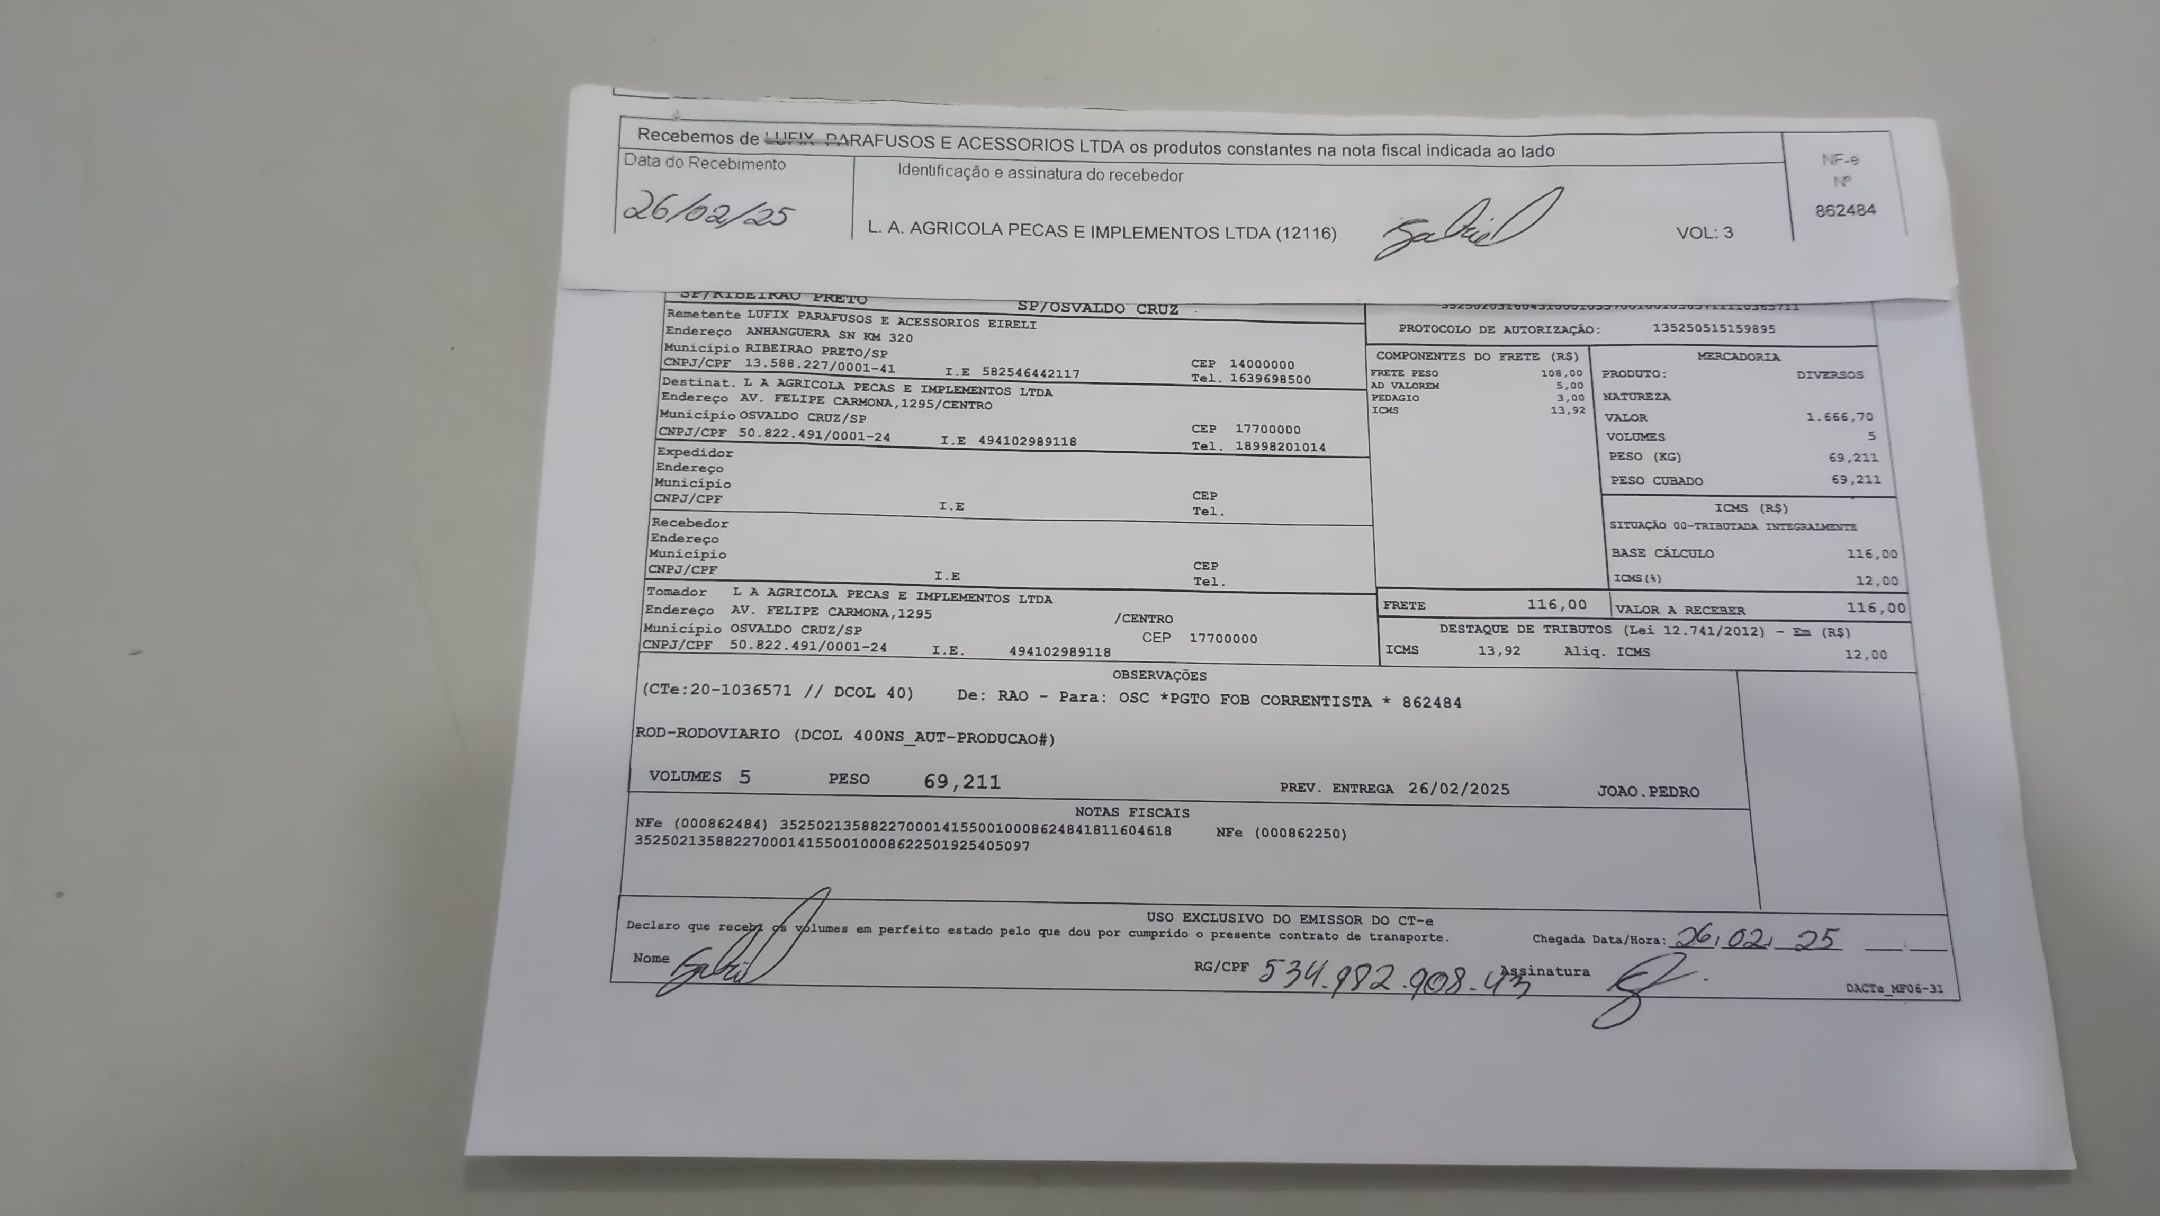 Recebemos de LUFIX PARAFUSOS E ACESSORIOS LTDA os produtos constantes na nota fiscal indicada ao lado
NF-e
Nº
862484
Data do Recebimento
26/02/25
Identificação e assinatura do recebedor
L. A. AGRICOLA PECAS E IMPLEMENTOS LTDA (12116)
Gabriel
VOL: 3
SP/RIBEIRAO PRETO
SP/OSVALDO CRUZ
Remetente LUFIX PARAFUSOS E ACESSORIOS EIRELI
Endereço ANHANGUERA SN KM 320
Município RIBEIRAO PRETO/SP
CEP 14000000
CNPJ/CPF 13.588.227/0001-41
I.E 582546442117
Tel. 1639698500
Destinat. L A AGRICOLA PECAS E IMPLEMENTOS LTDA
Endereço AV. FELIPE CARMONA,1295/CENTRO
Município OSVALDO CRUZ/SP
CEP 17700000
CNPJ/CPF 50.822.491/0001-24
I.E 494102989118
Tel. 18998201014
Expedidor
Endereço
Município
CEP
CNPJ/CPF
I.E
Tel.
Recebedor
Endereço
Município
CEP
CNPJ/CPF
I.E
Tel.
Tomador L A AGRICOLA PECAS E IMPLEMENTOS LTDA
Endereço AV. FELIPE CARMONA,1295 /CENTRO
Município OSVALDO CRUZ/SP CEP 17700000
CNPJ/CPF 50.822.491/0001-24 I.E. 494102989118
PROTOCOLO DE AUTORIZAÇÃO: 135250515159895
COMPONENTES DO FRETE (R$)
FRETE PESO 108,00
AD VALOREM 5,00
PEDAGIO 3,00
ICMS 13,92
MERCADORIA
PRODUTO: DIVERSOS
NATUREZA
VALOR 1.666,70
VOLUMES 5
PESO (KG) 69,211
PESO CUBADO 69,211
ICMS (R$)
SITUAÇÃO 00-TRIBUTADA INTEGRALMENTE
BASE CÁLCULO 116,00
ICMS(%) 12,00
FRETE 116,00
VALOR A RECEBER 116,00
DESTAQUE DE TRIBUTOS (Lei 12.741/2012) - Em (R$)
ICMS 13,92 Aliq. ICMS 12,00
OBSERVAÇÕES
(CTe:20-1036571 // DCOL 40) De: RAO - Para: OSC *PGTO FOB CORRENTISTA * 862484
ROD-RODOVIARIO (DCOL 400NS_AUT-PRODUCAO#)
VOLUMES 5 PESO 69,211 PREV. ENTREGA 26/02/2025 JOAO.PEDRO
NOTAS FISCAIS
NFe (000862484) 35250213588227000141550010008624841811604618 NFe (000862250)
35250213588227000141550010008622501925405097
USO EXCLUSIVO DO EMISSOR DO CT-e
Declaro que recebi os volumes em perfeito estado pelo que dou por cumprido o presente contrato de transporte.
Chegada Data/Hora: 26/02/25 __:__
Nome Gabriel
RG/CPF 534.982.908-43
Assinatura
DACTe_MF06-31